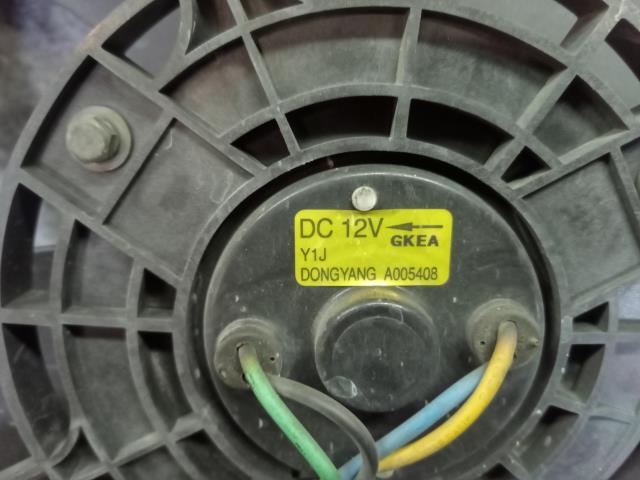 DC 12V
GKEA
Y1J
DONGYANG A005408